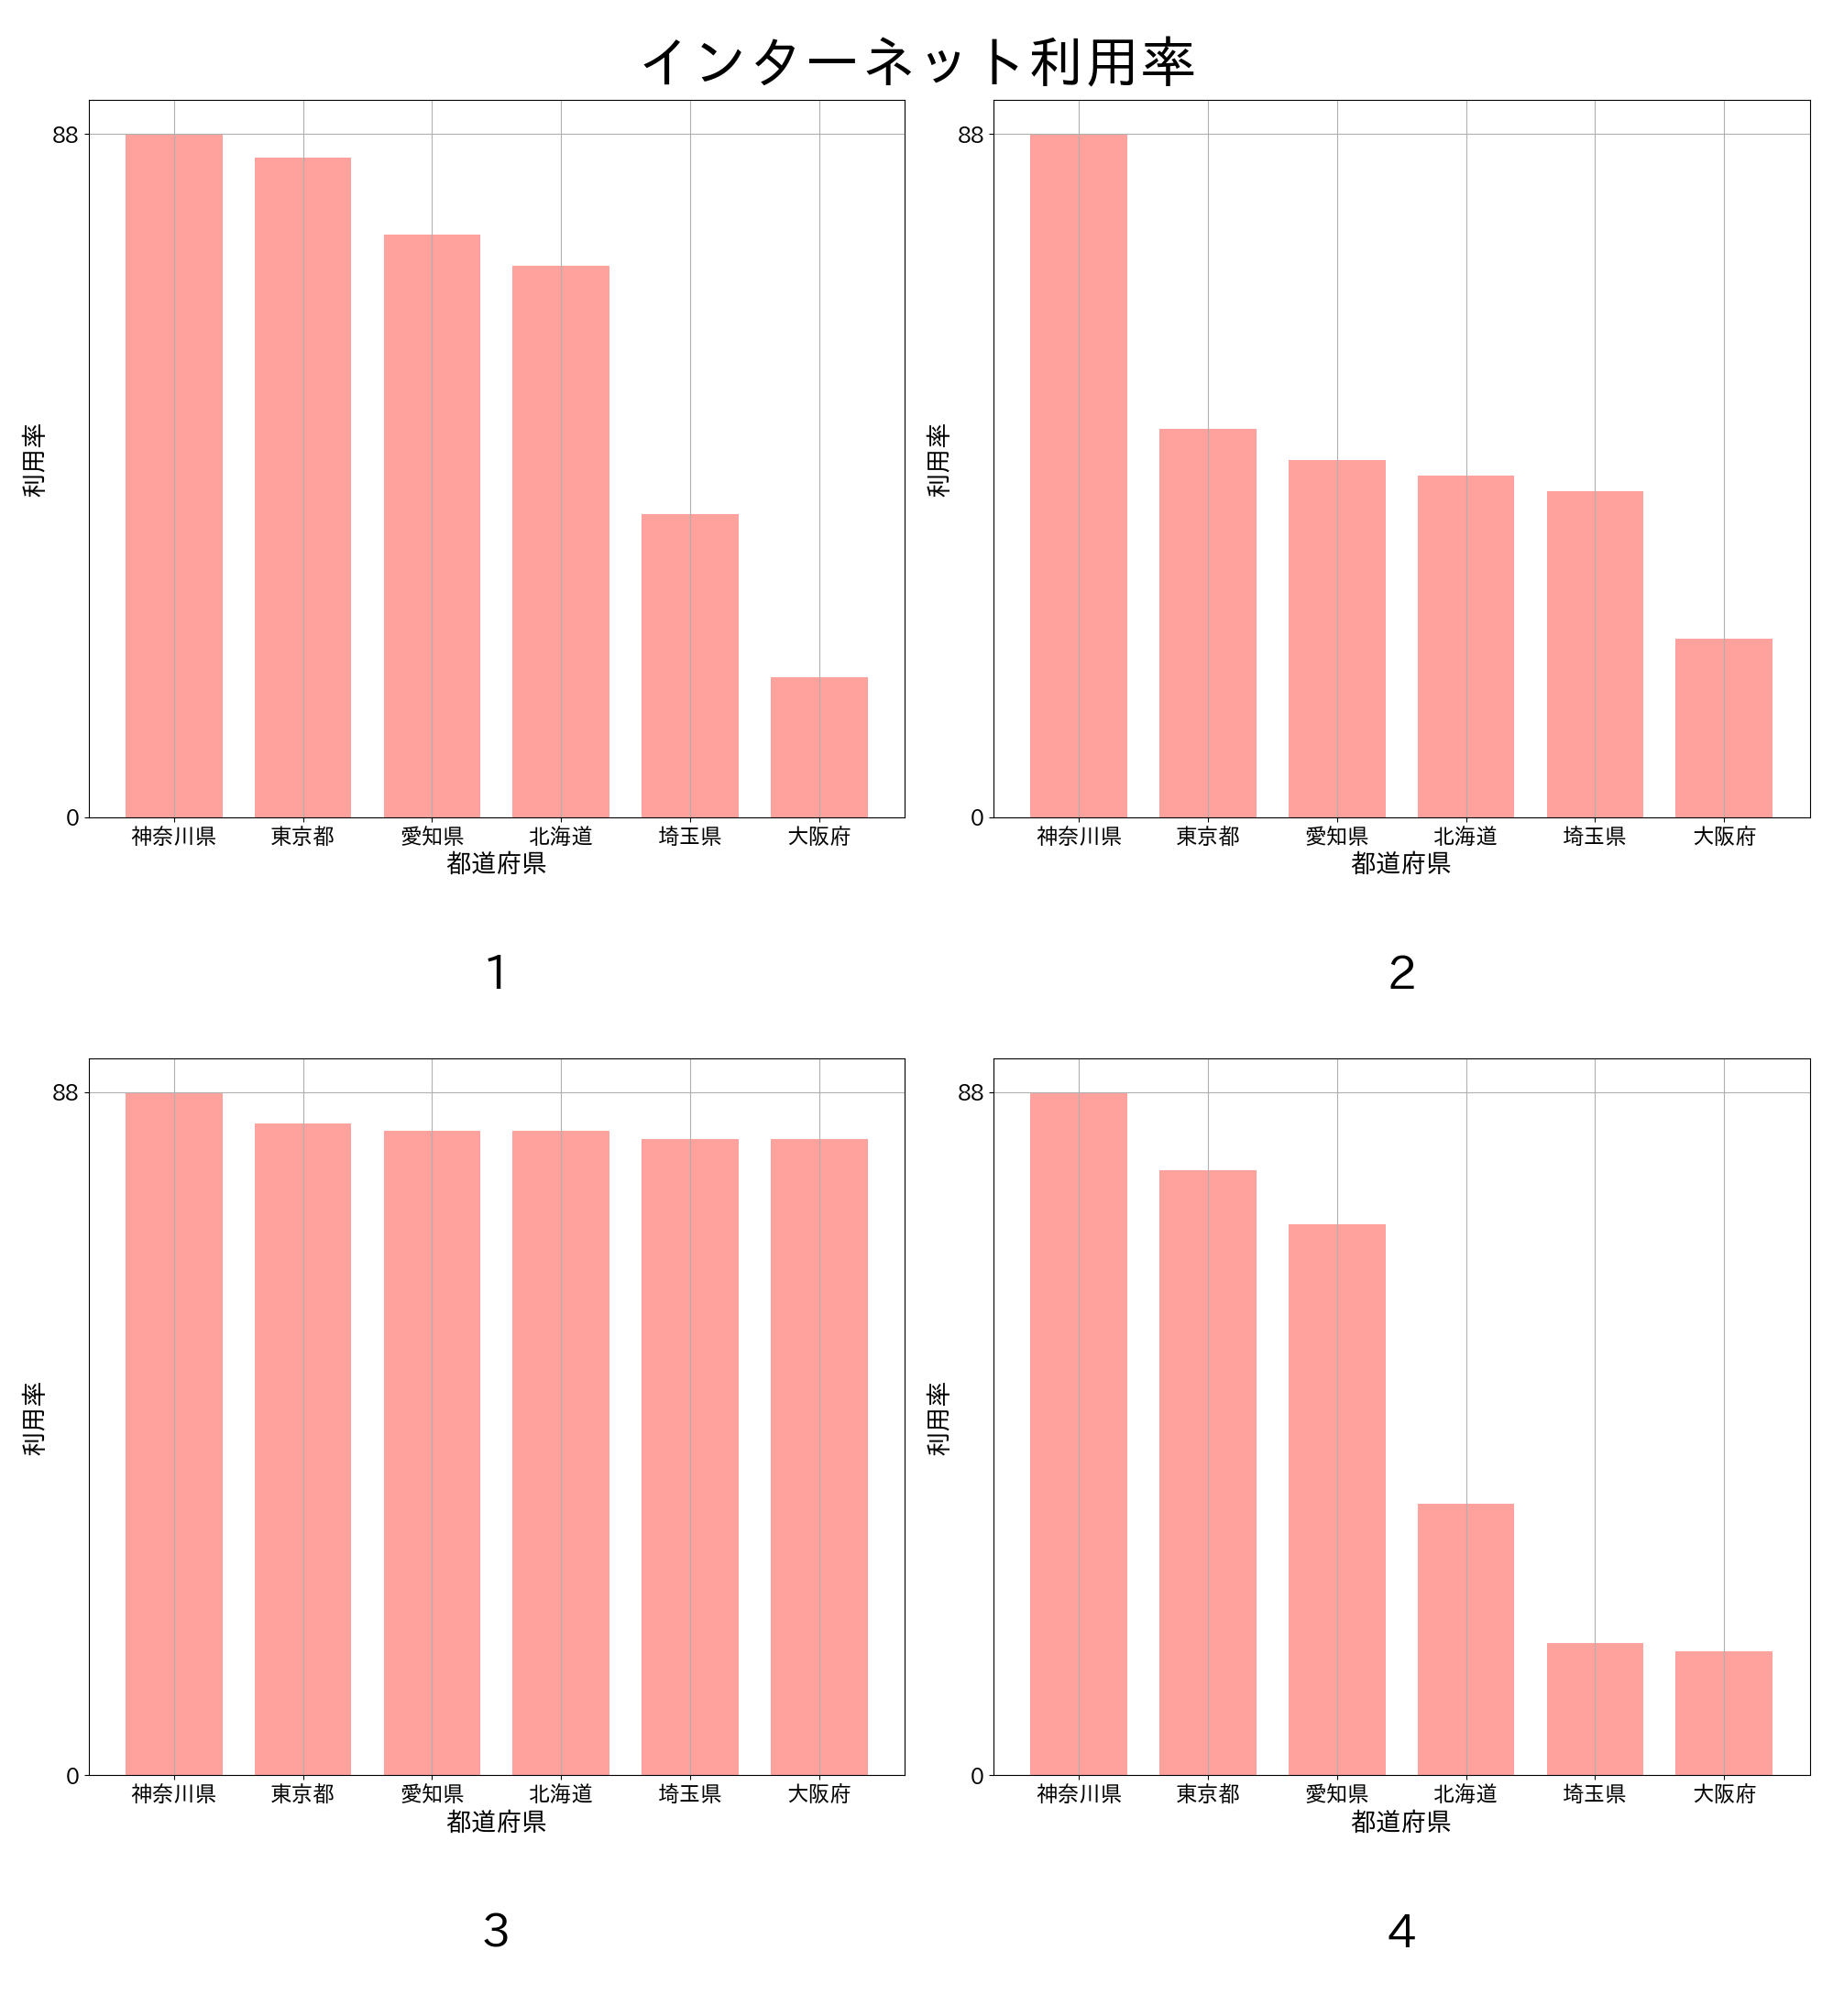 インターネット利用率
88
0
利用率
神奈川県 東京都 愛知県 北海道 埼玉県 大阪府
都道府県
1
88
0
利用率
神奈川県 東京都 愛知県 北海道 埼玉県 大阪府
都道府県
2
88
0
利用率
神奈川県 東京都 愛知県 北海道 埼玉県 大阪府
都道府県
3
88
0
利用率
神奈川県 東京都 愛知県 北海道 埼玉県 大阪府
都道府県
4